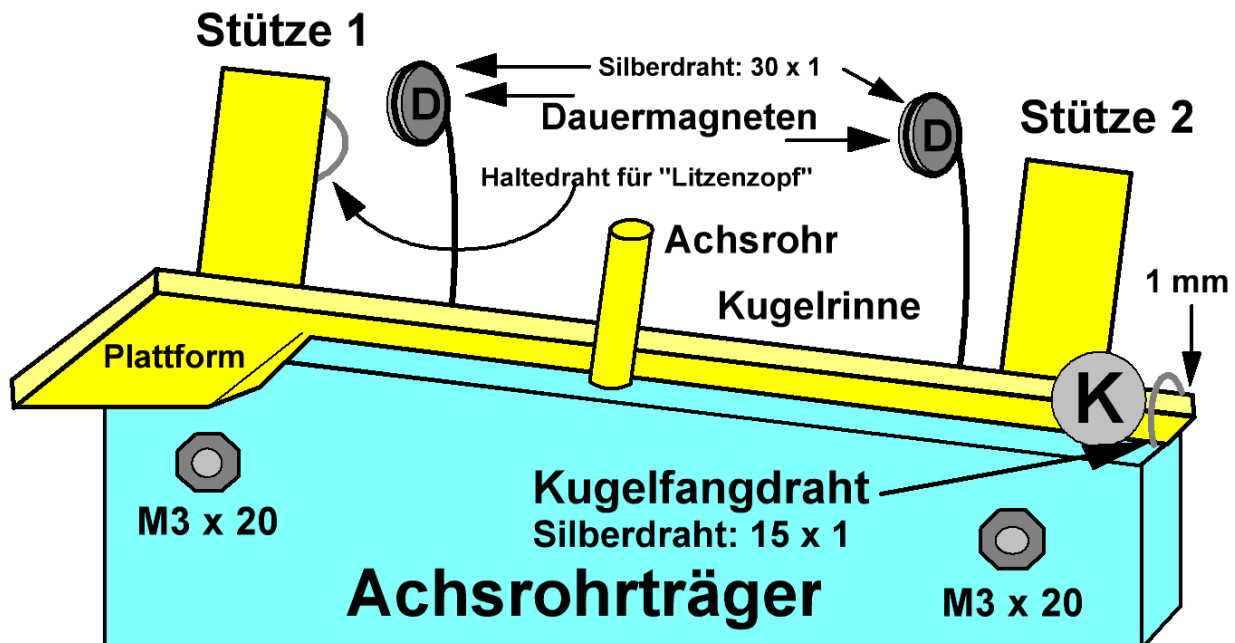 Stütze 1
Silberdraht: 30 x 1
D
Dauermagneten
D
Stütze 2
Haltedraht für "Litzenzopf"
Achsrohr
Kugelrinne
1 mm
Plattform
K
Kugelfangdraht
Silberdraht: 15 x 1
M3 x 20
Achsrohrträger
M3 x 20